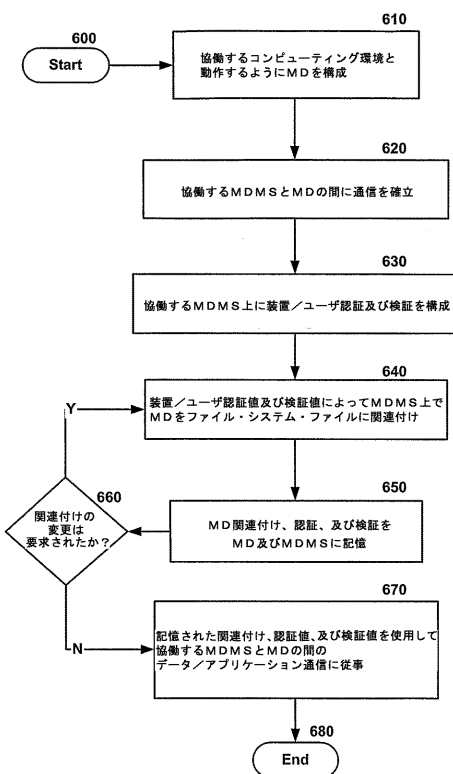 600
Start
610
協働するコンピューティング環境と
動作するようにMDを構成
620
協働するMDMSとMDの間に通信を確立
630
協働するMDMS上に装置/ユーザ認証及び検証を構成
640
装置/ユーザ認証値及び検証値によってMDMS上で
MDをファイル・システム・ファイルに関連付け
Y
650
MD関連付け、認証、及び検証を
MD及びMDMSに記憶
660
関連付けの
変更は
要求されたか?
N
670
記憶された関連付け、認証値、及び検証値を使用して
協働するMDMSとMDの間の
データ/アプリケーション通信に従事
680
End